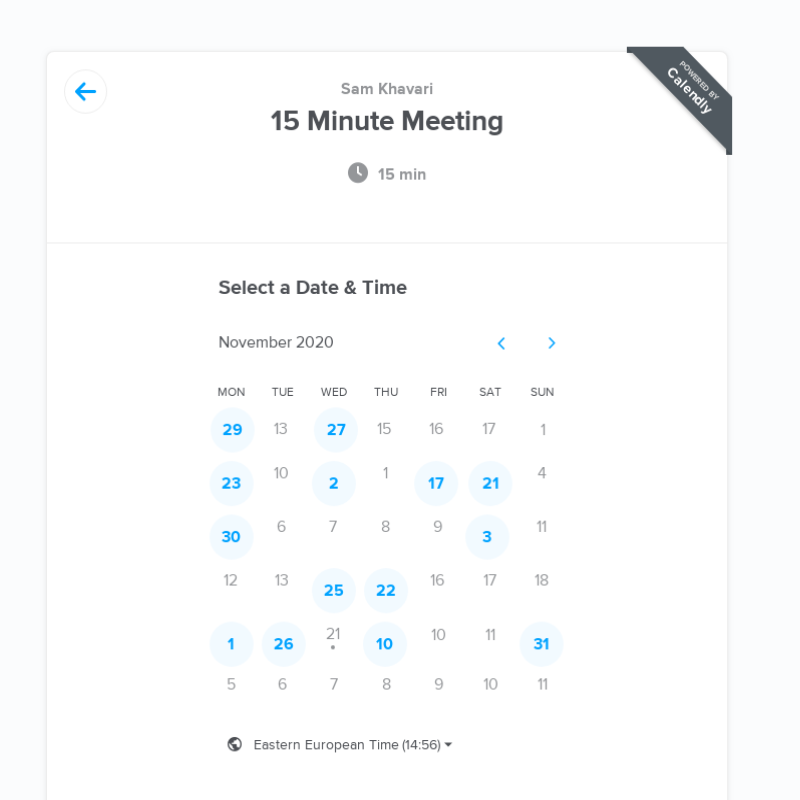 POWERED BY
Calendly
Sam Khavari
15 Minute Meeting
15 min
Select a Date & Time
November 2020
MON TUE WED THU FRI SAT SUN
29 13 27 15 16 17 1
23 10 2 1 17 21 4
30 6 7 8 9 3 11
12 13 25 22 16 17 18
1 26 21 10 10 11 31
5 6 7 8 9 10 11
Eastern European Time (14:56)